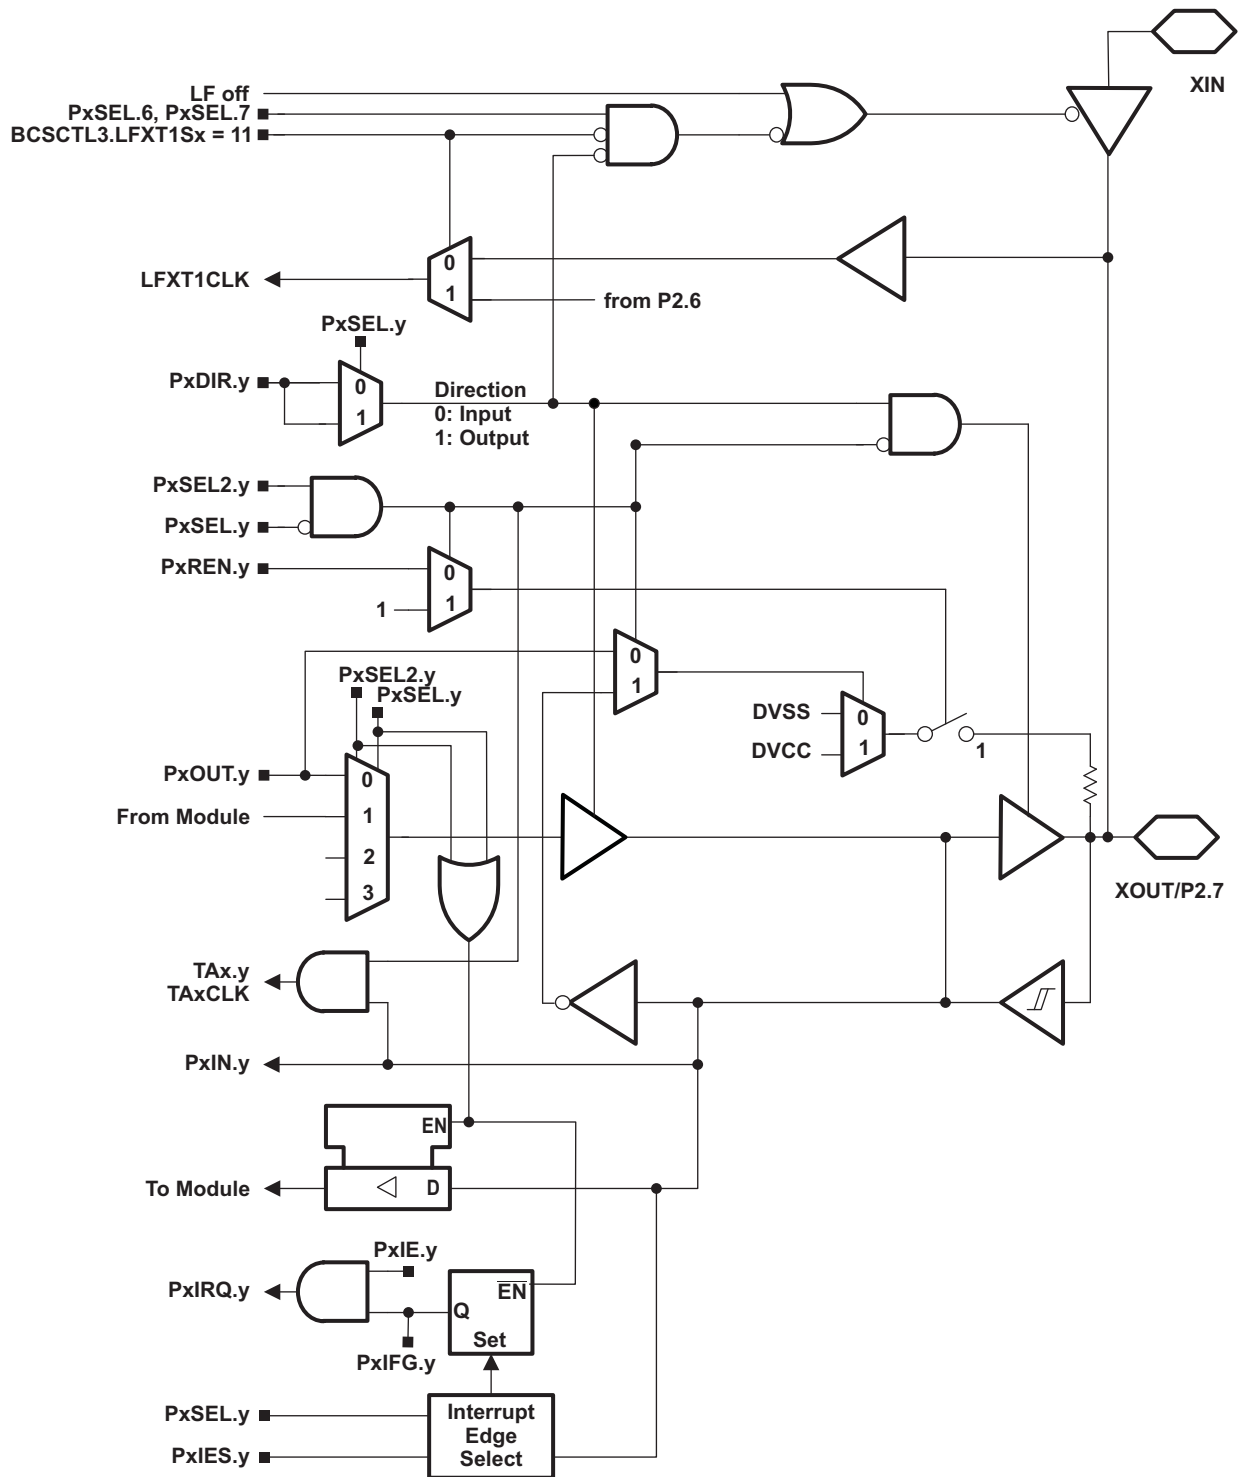 XIN
LF off
PxSEL.6, PxSEL.7
BCSCTL3.LFXT1Sx = 11
0
LFXT1CLK
1
from P2.6
PxSEL.y
PxDIR.y
0
1
Direction
0: Input
1: Output
PxSEL2.y
PxSEL.y
PxREN.y
0
1
1
0
1
PxSEL2.y
PxSEL.y
DVSS
0
DVCC
1
1
PxOUT.y
0
From Module
1
2
3
XOUT/P2.7
TAx.y
TAxCLK
PxIN.y
EN
To Module
D
PxIE.y
PxIRQ.y
EN
Q
Set
PxIFG.y
PxSEL.y
PxIES.y
Interrupt
Edge
Select